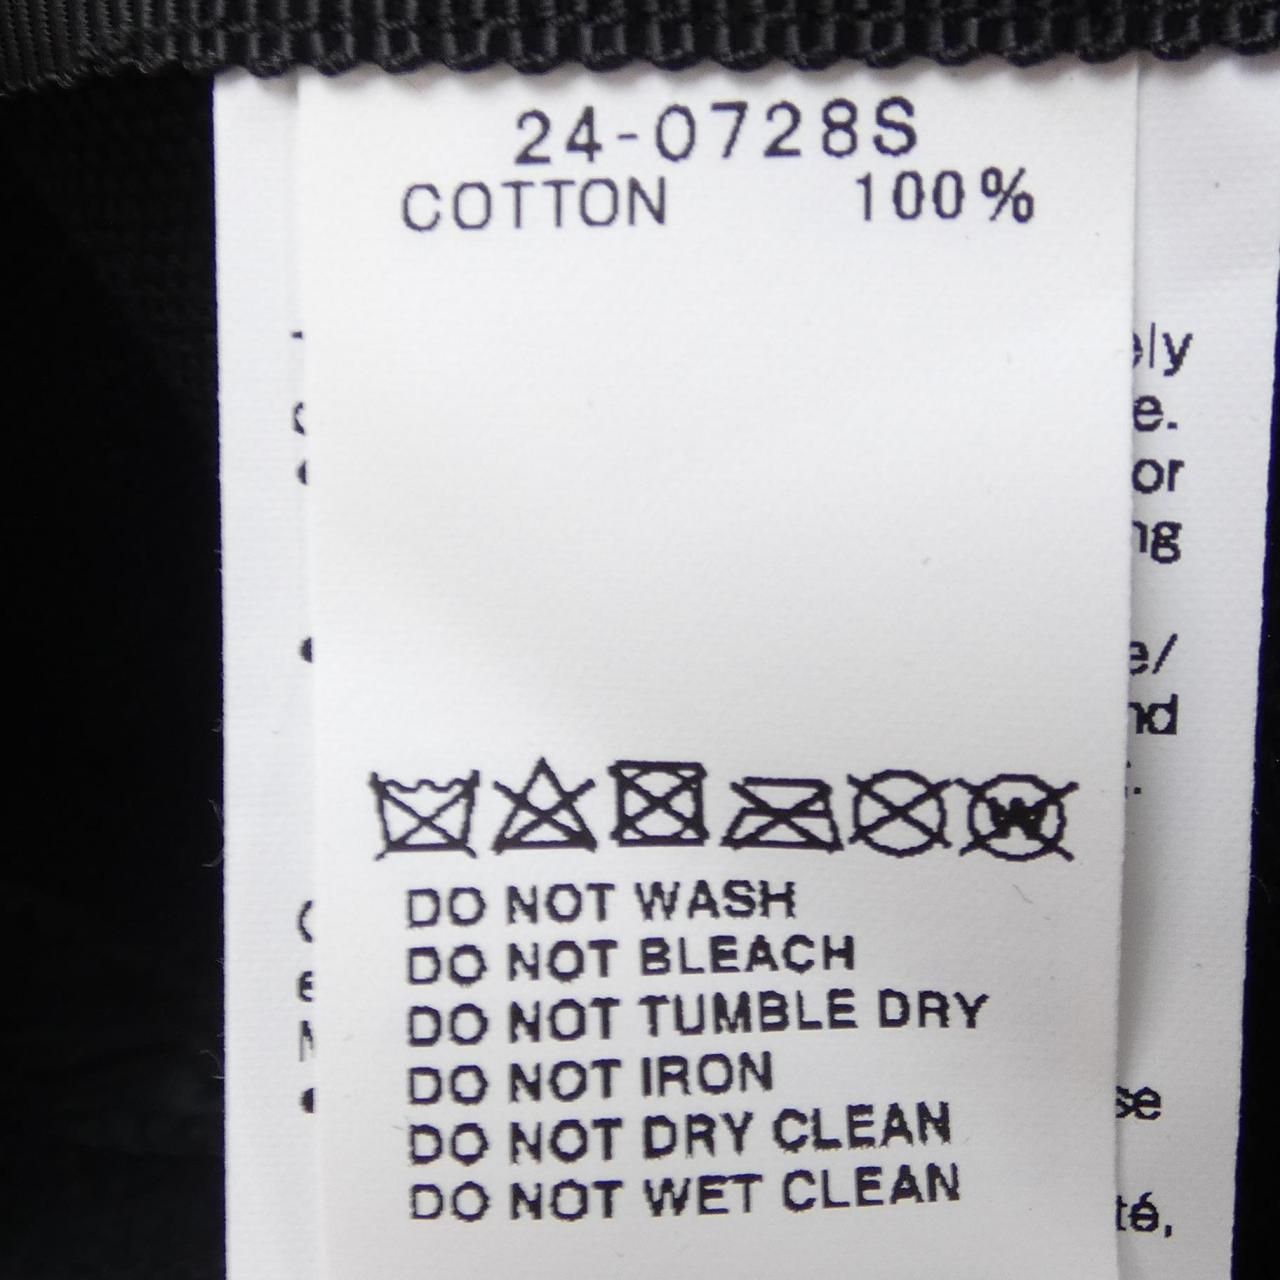 24-0728S
COTTON 100%
e.
or
e/
DO NOT WASH
DO NOT BLEACH
DO NOT TUMBLE DRY
DO NOT IRON
DO NOT DRY CLEAN
DO NOT WET CLEAN